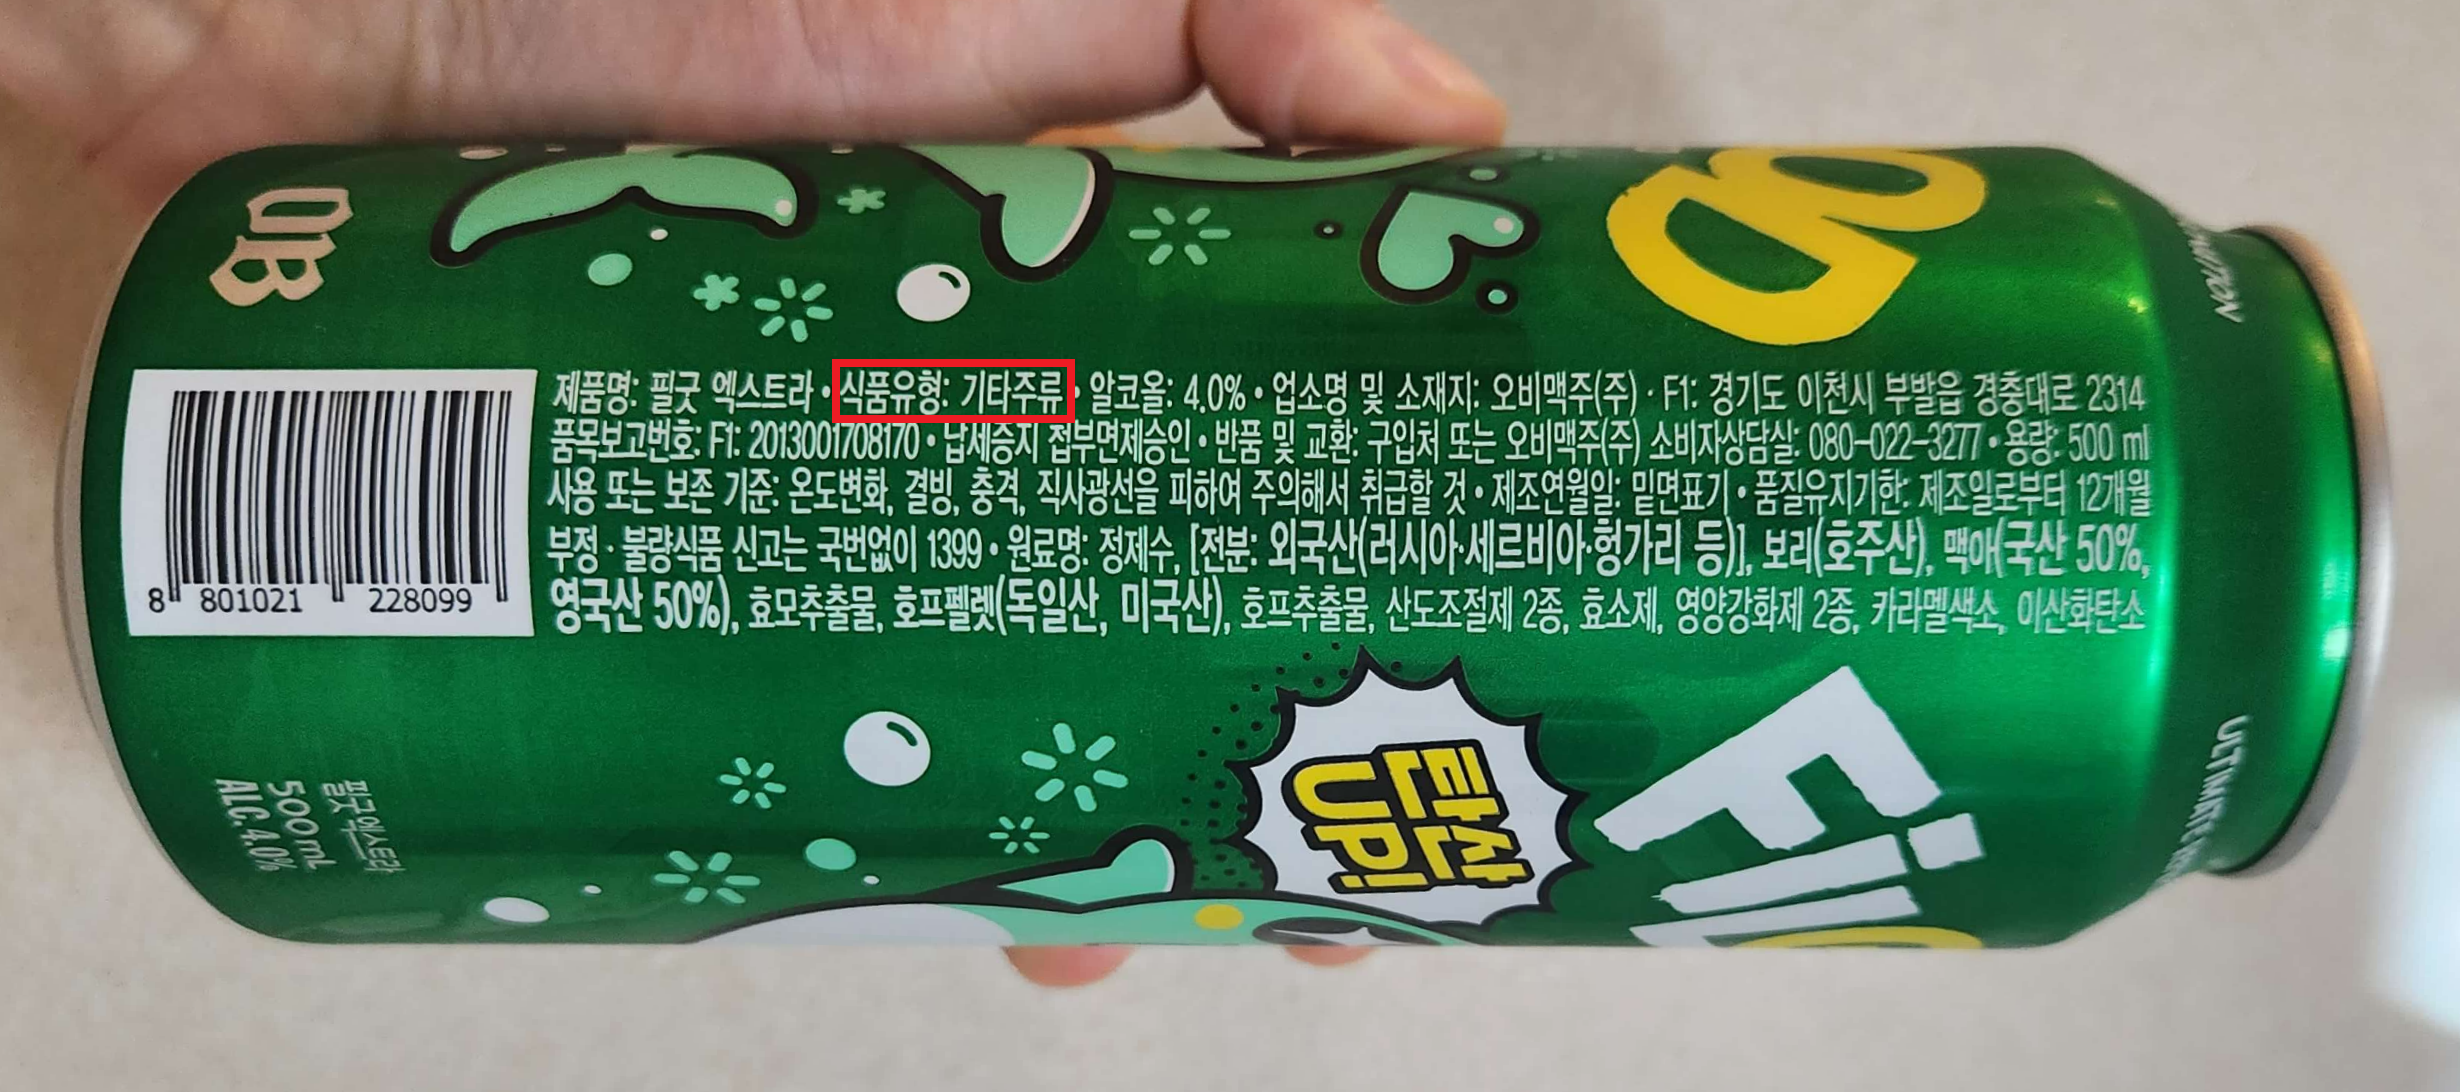 OB
제품명: 필굿 엑스트라 • 식품유형: 기타주류 • 알코올: 4.0% • 업소명 및 소재지: 오비맥주(주) · F1: 경기도 이천시 부발읍 경충대로 2314
품목보고번호: F1: 2013001708170 • 납세증지 첩부면제승인 • 반품 및 교환: 구입처 또는 오비맥주(주) 소비자상담실: 080-022-3277 • 용량: 500 ml
사용 또는 보존 기준: 온도변화, 결빙, 충격, 직사광선을 피하여 주의해서 취급할 것 • 제조연월일: 밑면표기 • 품질유지기한: 제조일로부터 12개월
부정 · 불량식품 신고는 국번없이 1399 • 원료명: 정제수, [전분: 외국산(러시아·세르비아·헝가리 등)], 보리(호주산), 맥아(국산 50%,
영국산 50%), 효모추출물, 호프펠렛(독일산, 미국산), 호프추출물, 산도조절제 2종, 효소제, 영양강화제 2종, 카라멜색소, 이산화탄소
8 801021 228099
탄산
UP!
FiL
필굿 엑스트라
500mL
ALC. 4.0%
ULTIMATE